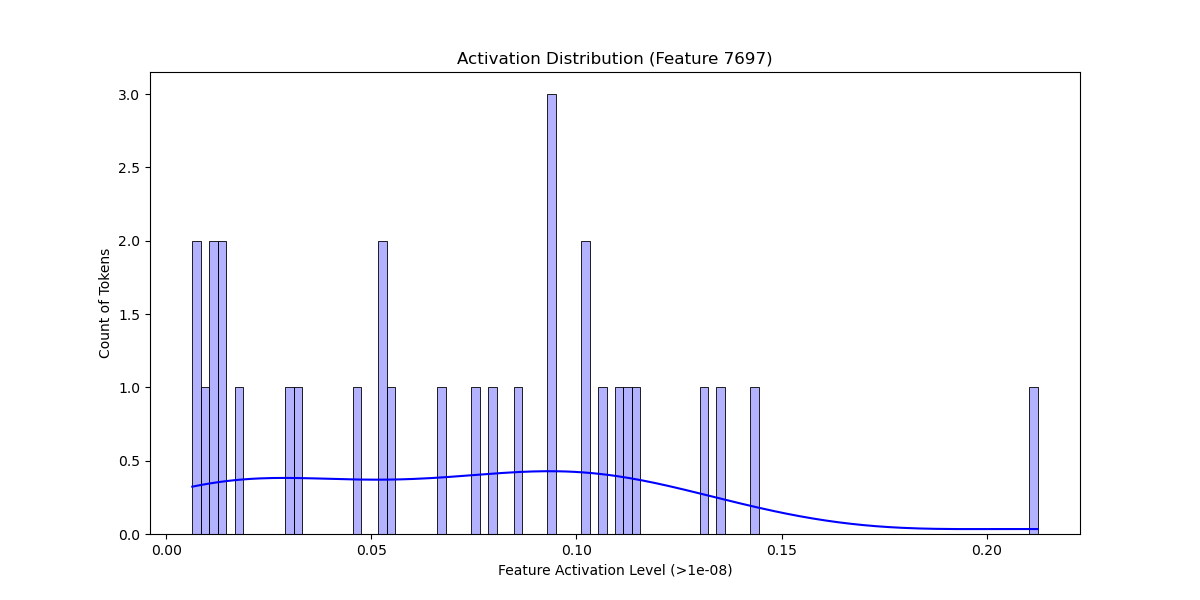 Activation Distribution (Feature 7697)
3.0
2.5
2.0
1.5
1.0
0.5
0.0
Count of Tokens
0.00 0.05 0.10 0.15 0.20
Feature Activation Level (>1e-08)